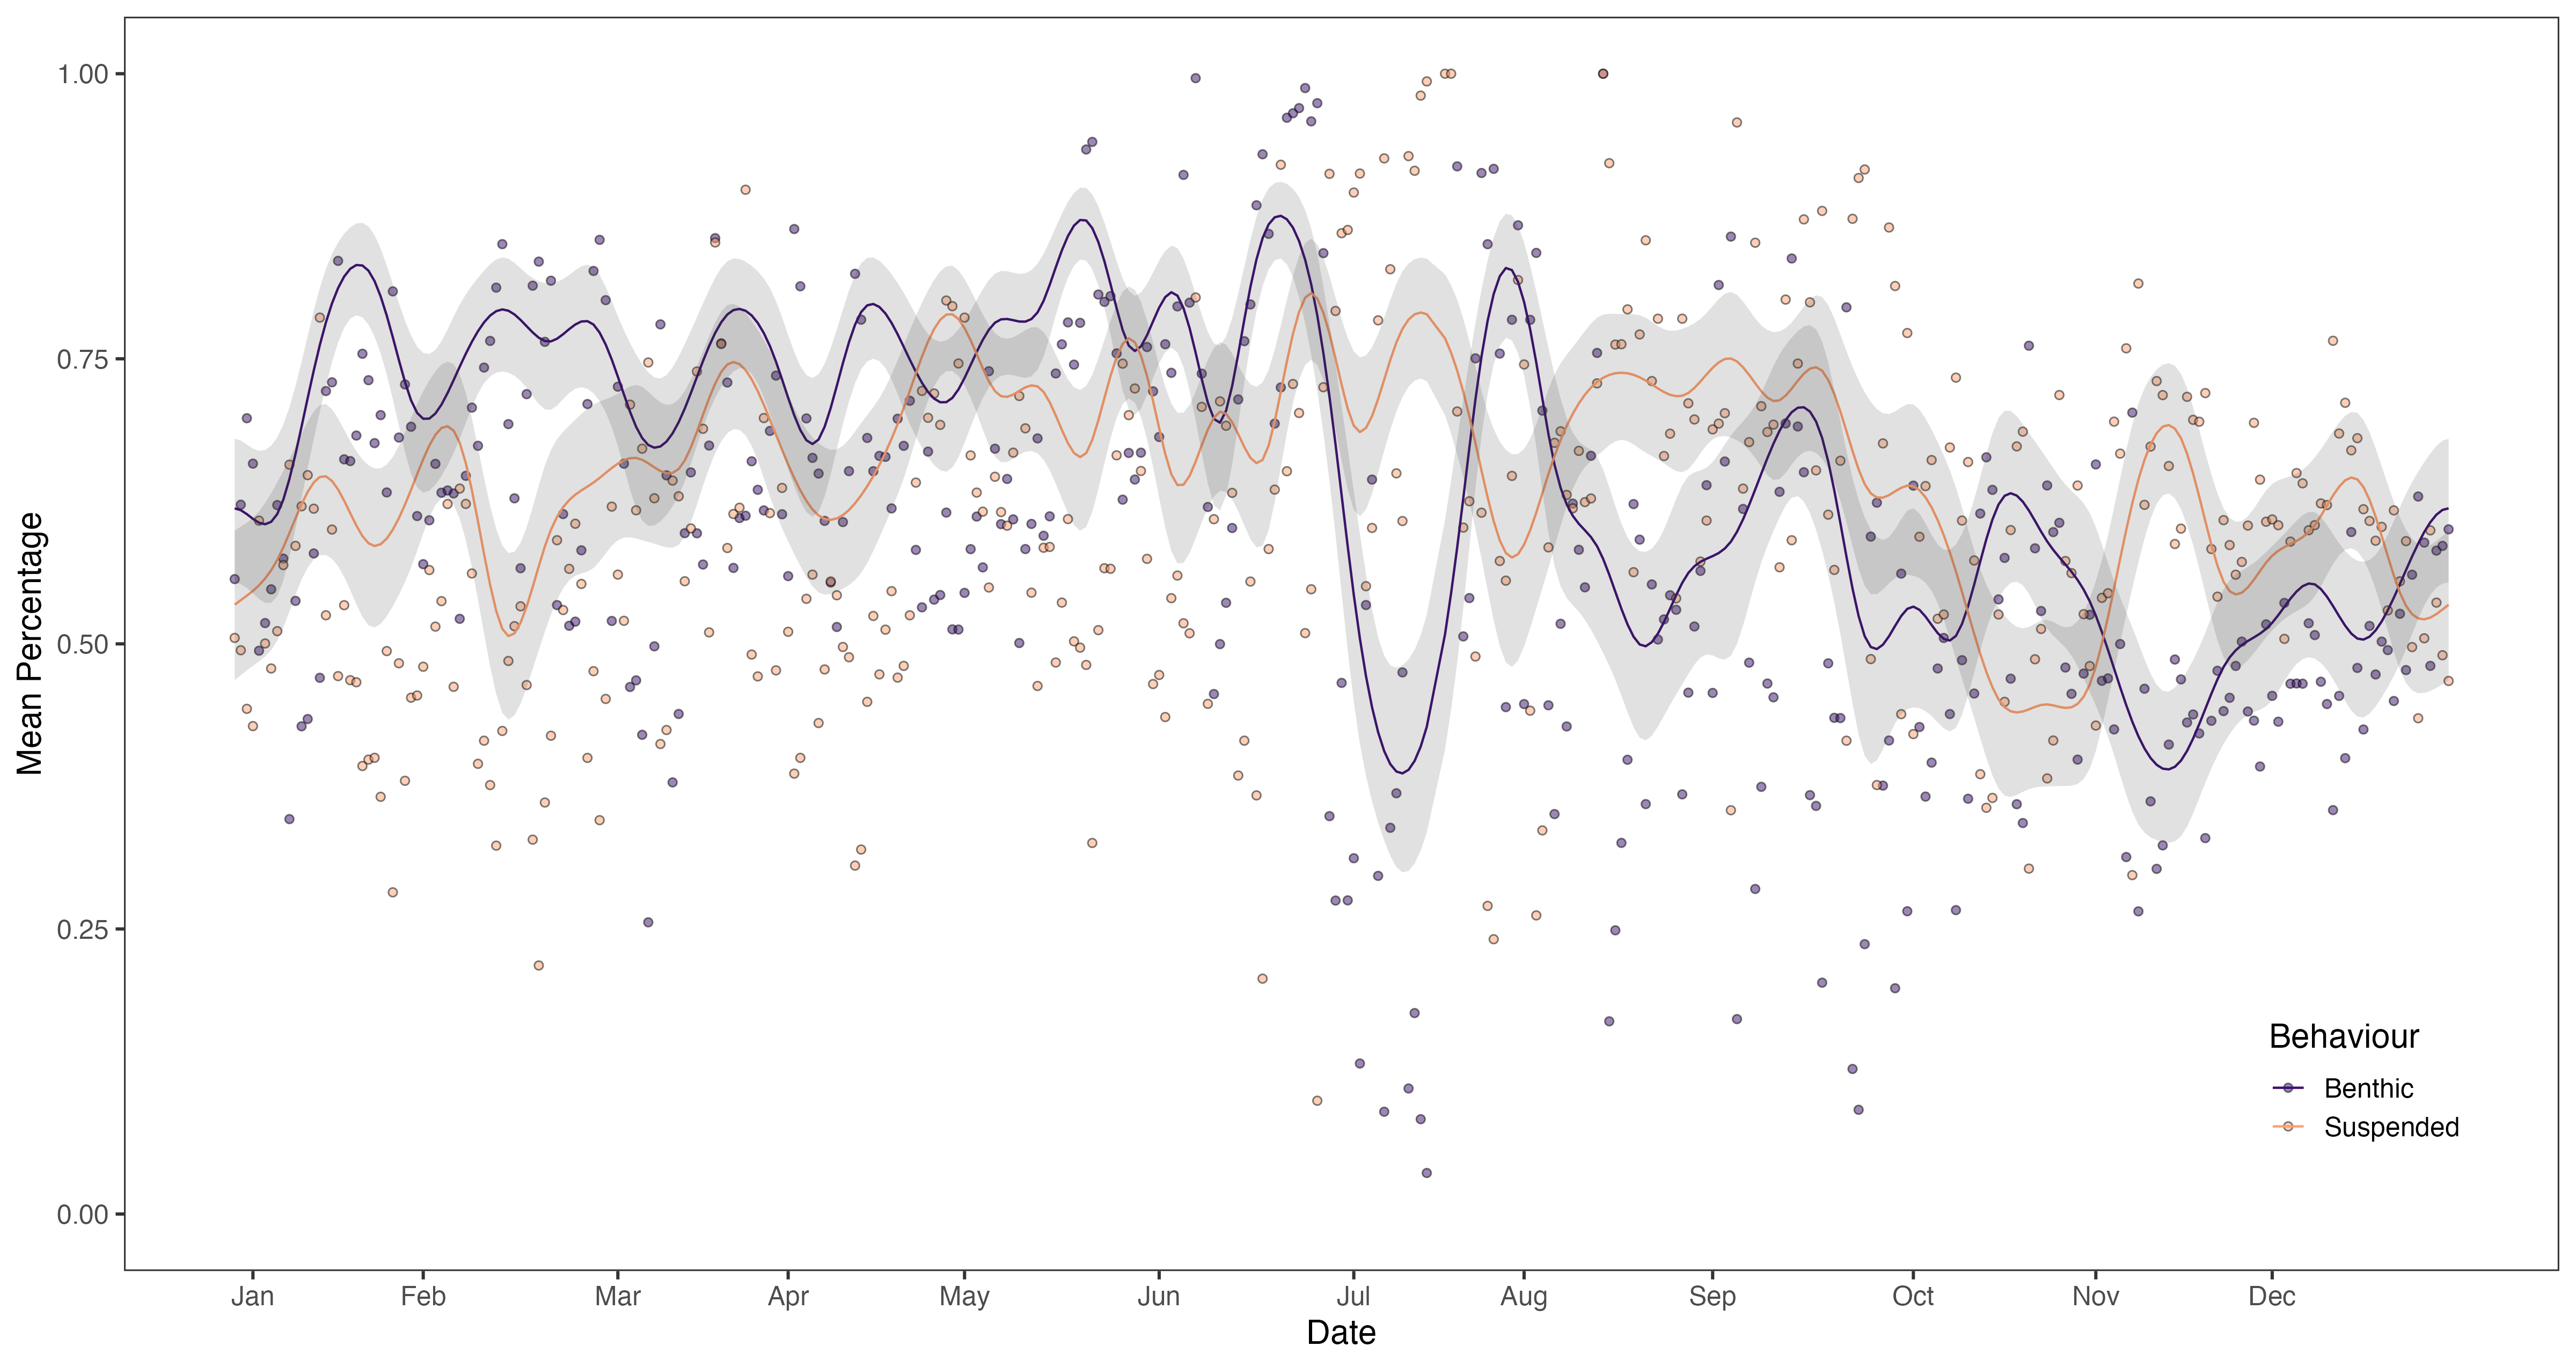 Mean Percentage
1.00
0.75
0.50
0.25
0.00
Jan Feb Mar Apr May Jun Jul Aug Sep Oct Nov Dec
Date
Behaviour
Benthic
Suspended